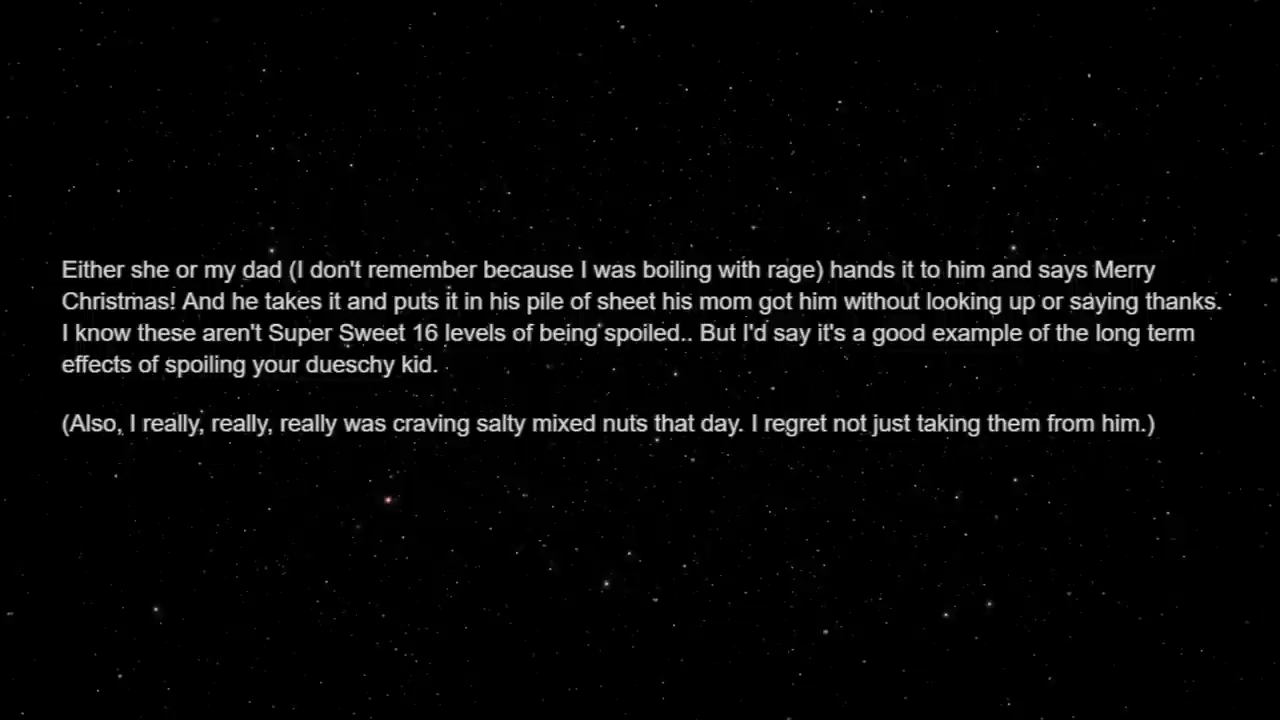 Either she or my dad (I don't remember because I was boiling with rage) hands it to him and says Merry
Christmas! And he takes it and puts it in his pile of sheet his mom got him without looking up or saying thanks.
I know these aren't Super Sweet 16 levels of being spoiled.. But I'd say it's a good example of the long term
effects of spoiling your dueschy kid.
(Also, I really, really, really was craving salty mixed nuts that day. I regret not just taking them from him.)